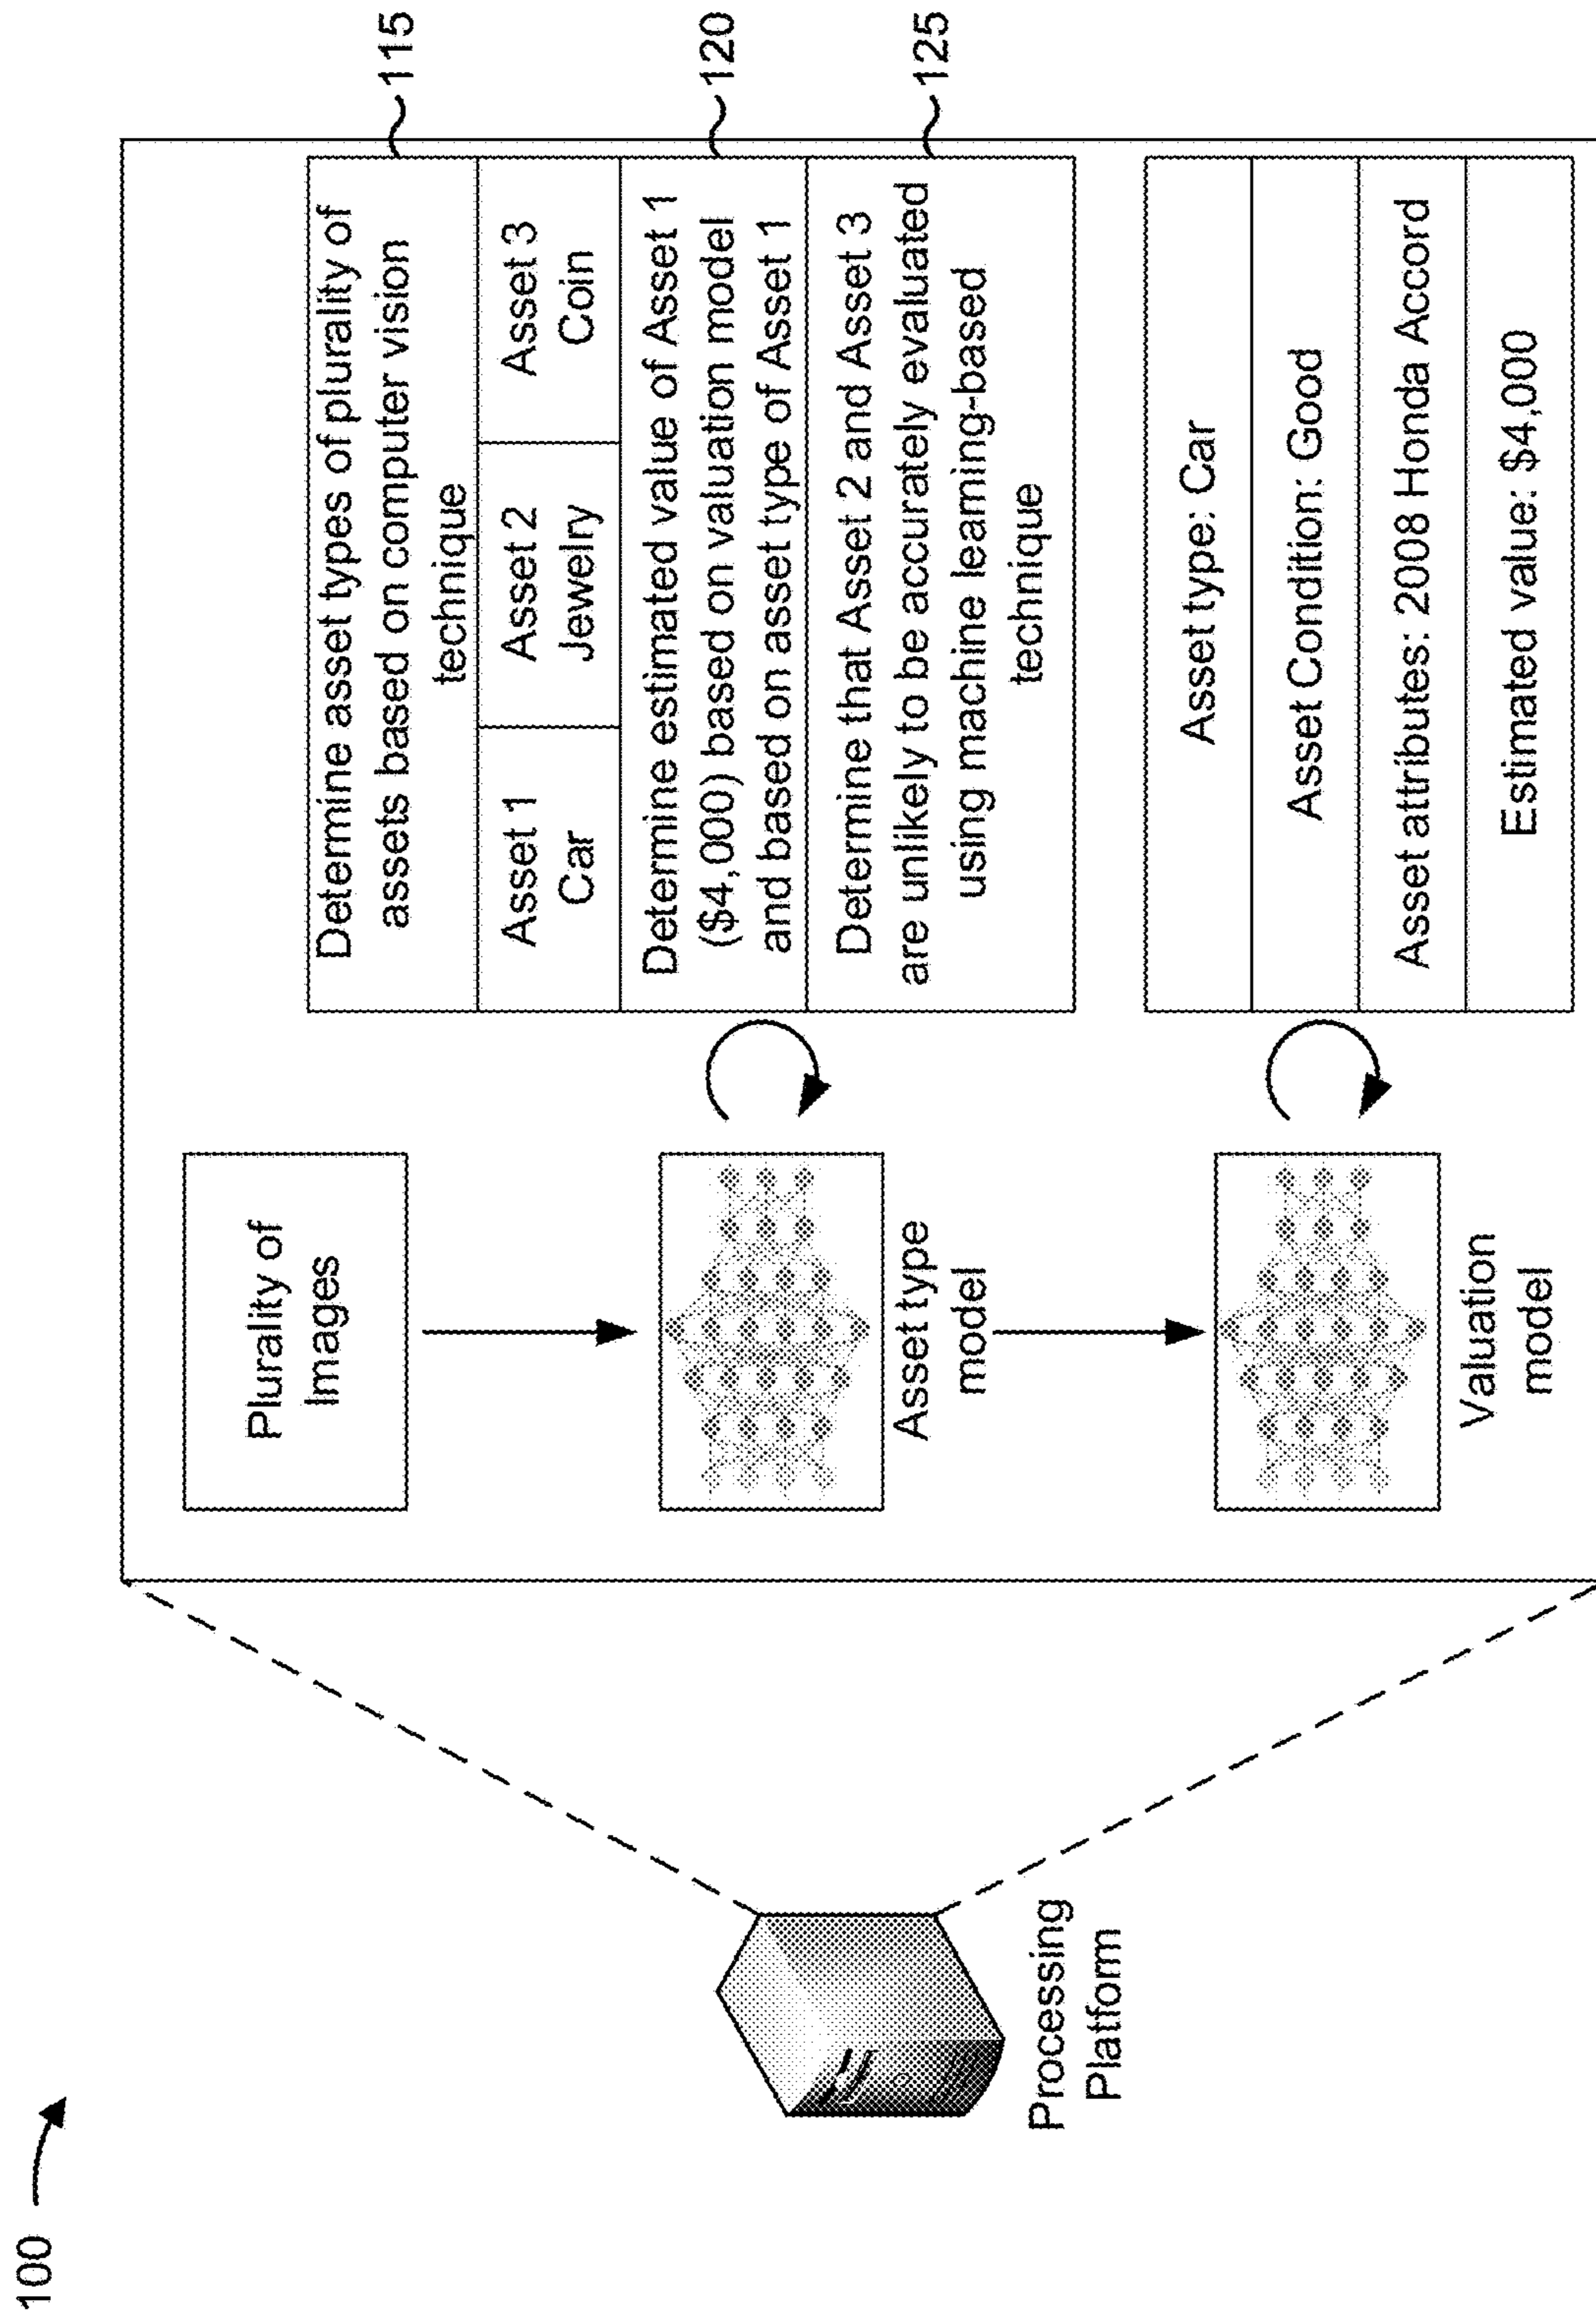 100
Processing
Platform
Plurality of
Images
Asset type
model
Valuation
model
Determine asset types of plurality of
assets based on computer vision
technique
Asset 1
Car
Asset 2
Jewelry
Asset 3
Coin
Determine estimated value of Asset 1
($4,000) based on valuation model
and based on asset type of Asset 1
Determine that Asset 2 and Asset 3
are unlikely to be accurately evaluated
using machine learning-based
technique
Asset type: Car
Asset Condition: Good
Asset attributes: 2008 Honda Accord
Estimated value: $4,000
115
120
125